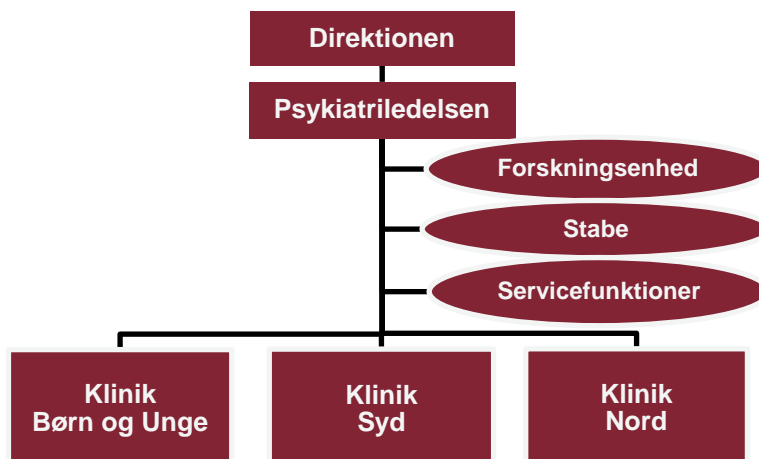 Direktionen
Psykiatriledelsen
Forskningsenhed
Stabe
Servicefunktioner
Klinik
Børn og Unge
Klinik
Syd
Klinik
Nord